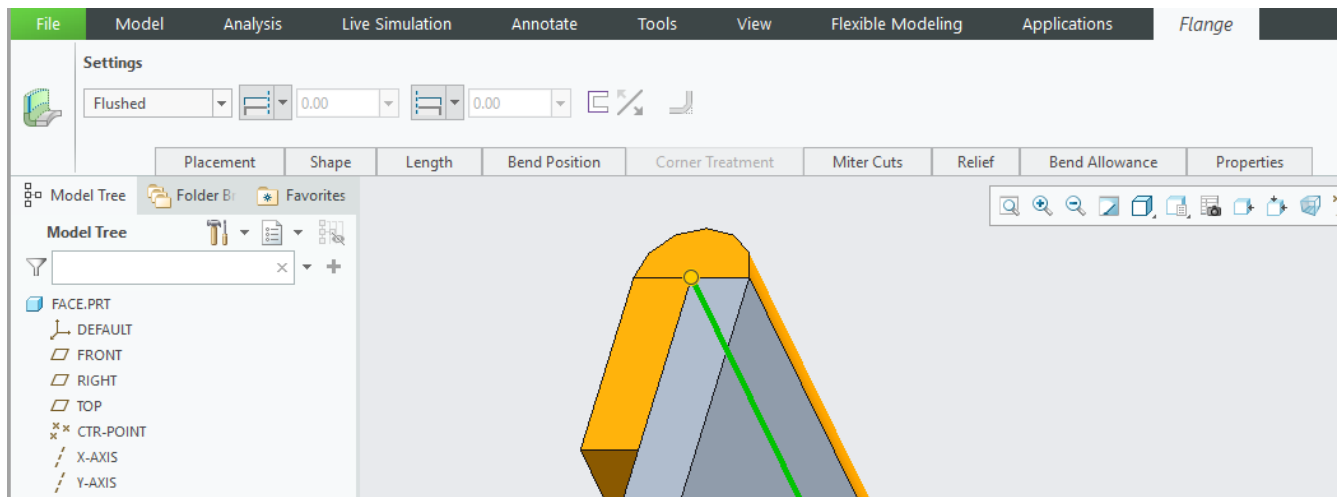 File Model Analysis Live Simulation Annotate Tools View Flexible Modeling Applications Flange
Settings
Flushed 0.00 0.00
Placement Shape Length Bend Position Corner Treatment Miter Cuts Relief Bend Allowance Properties
Model Tree Folder Br Favorites
Model Tree
FACE.PRT
DEFAULT
FRONT
RIGHT
TOP
CTR-POINT
X-AXIS
Y-AXIS